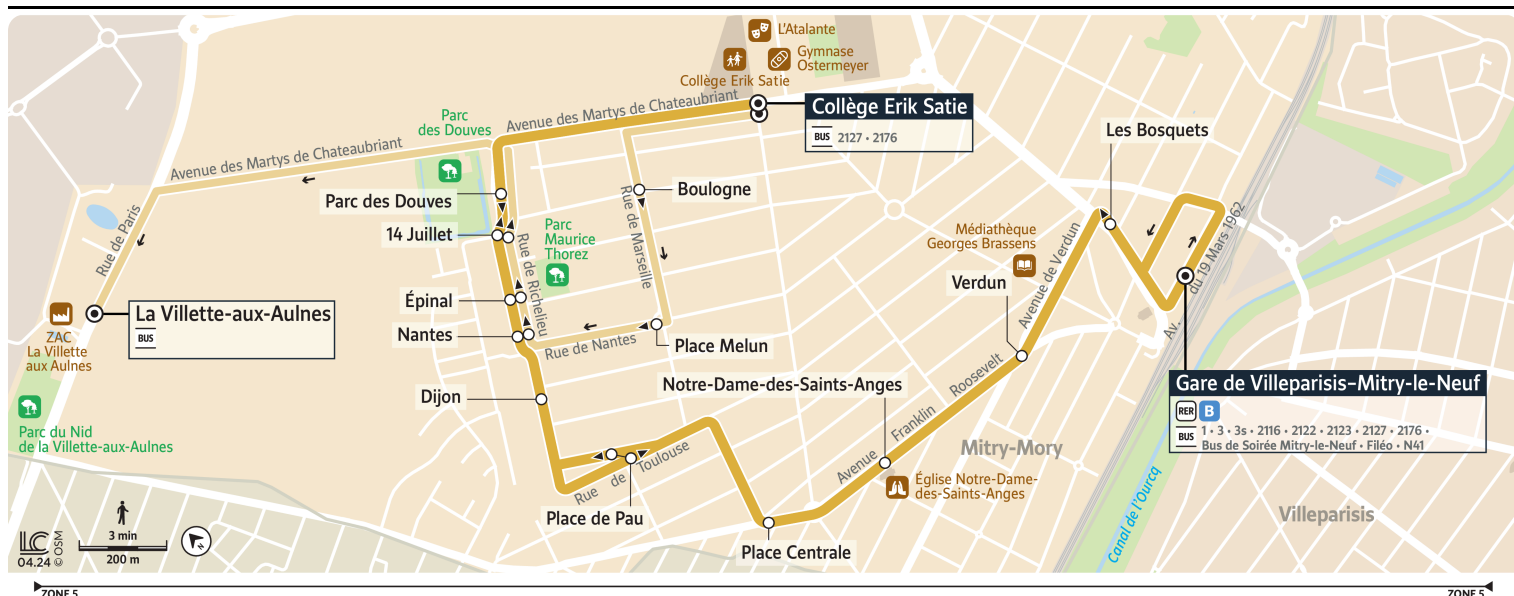 L'Atalante
Gymnase
Ostermeyer
Collège Erik Satie
Avenue des Martys de Chateaubriant
Collège Erik Satie
BUS 2127 • 2176
Parc
des Douves
Avenue des Martys de Chateaubriant
Les Bosquets
Parc des Douves
Boulogne
14 Juillet
Parc
Maurice
Thorez
Rue de Marseille
Rue de Richelieu
Rue de Paris
Médiathèque
Georges Brassens
Avenue de Verdun
du 19 Mars 1962
Av.
Verdun
Épinal
Nantes
La Villette-aux-Aulnes
BUS
ZAC
La Villette
aux Aulnes
Rue de Nantes
Place Melun
Dijon
Notre-Dame-des-Saints-Anges
Avenue Franklin Roosevelt
Gare de Villeparisis–Mitry-le-Neuf
RER B
BUS 1 • 3 • 3s • 2116 • 2122 • 2123 • 2127 • 2176 •
Bus de Soirée Mitry-le-Neuf • Filéo • N41
Parc du Nid
de la Villette-aux-Aulnes
Rue de Toulouse
Mitry-Mory
Église Notre-Dame-
des-Saints-Anges
Place de Pau
Place Centrale
Villeparisis
Canal de l'Ourcq
LC
04.24 © OSM
3 min
200 m
N
ZONE 5
ZONE 5